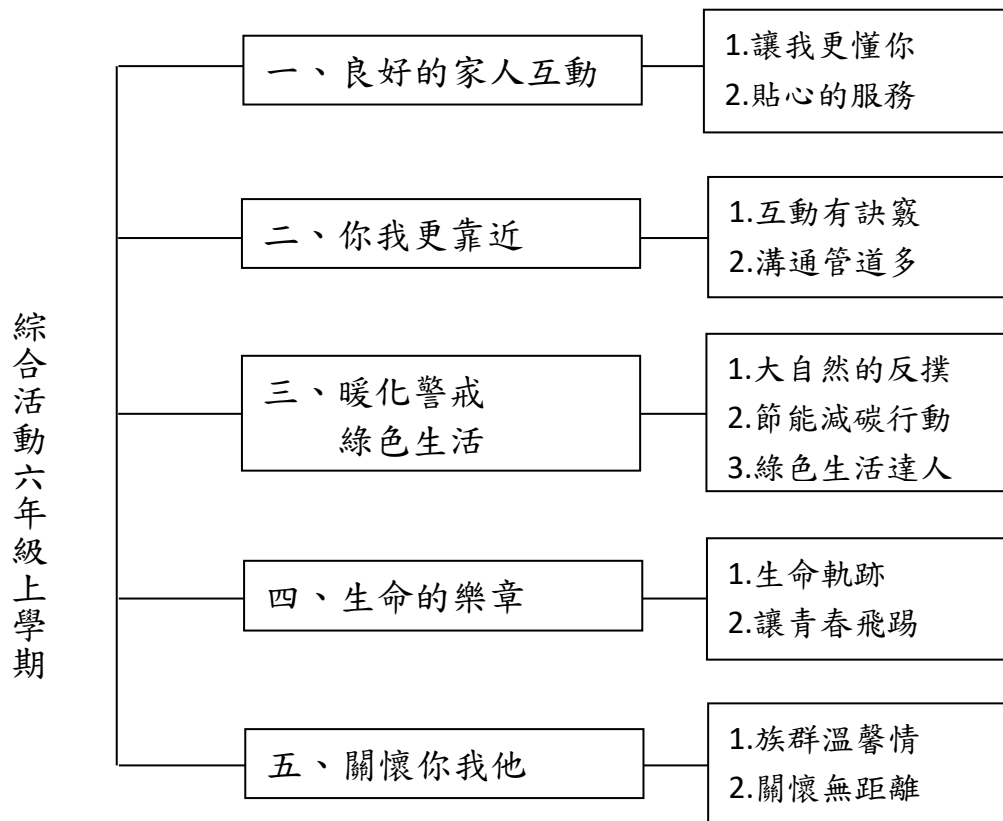 綜合活動六年級上學期
一、良好的家人互動
1.讓我更懂你
2.貼心的服務
二、你我更靠近
1.互動有訣竅
2.溝通管道多
三、暖化警戒
綠色生活
1.大自然的反撲
2.節能減碳行動
3.綠色生活達人
四、生命的樂章
1.生命軌跡
2.讓青春飛踢
五、關懷你我他
1.族群溫馨情
2.關懷無距離